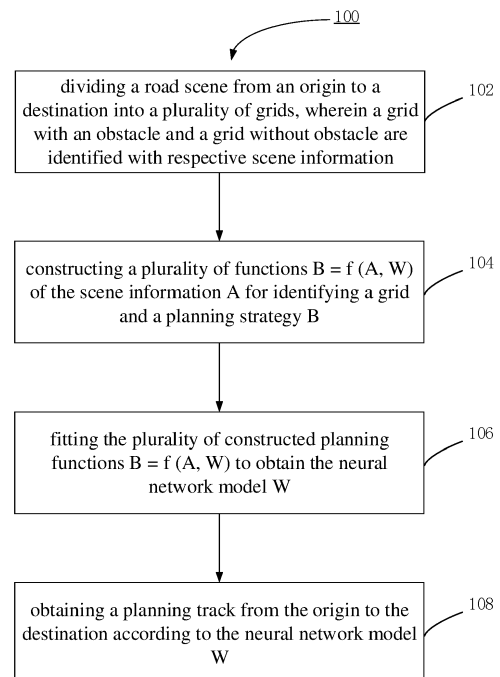 100
dividing a road scene from an origin to a
destination into a plurality of grids, wherein a grid
with an obstacle and a grid without obstacle are
identified with respective scene information
102
constructing a plurality of functions B = f (A, W)
of the scene information A for identifying a grid
and a planning strategy B
104
fitting the plurality of constructed planning
functions B = f (A, W) to obtain the neural
network model W
106
obtaining a planning track from the origin to the
destination according to the neural network model
W
108